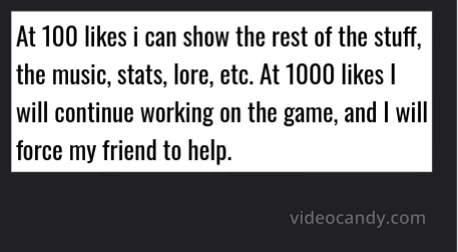 At 100 likes i can show the rest of the stuff,
the music, stats, lore, etc. At 1000 likes I
will continue working on the game, and I will
force my friend to help.
videocandy.com